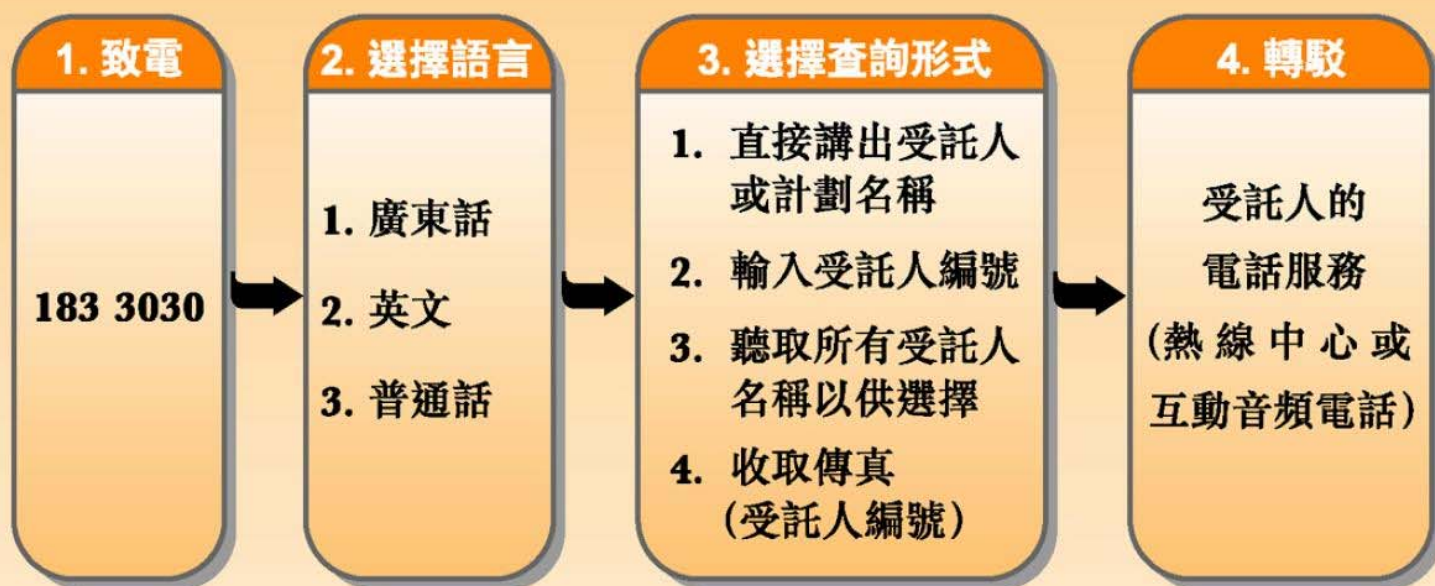 1. 致電
183 3030
2. 選擇語言
1. 廣東話
2. 英文
3. 普通話
3. 選擇查詢形式
1. 直接講出受託人
或計劃名稱
2. 輸入受託人編號
3. 聽取所有受託人
名稱以供選擇
4. 收取傳真
(受託人編號)
4. 轉駁
受託人的
電話服務
(熱線中心或
互動音頻電話)